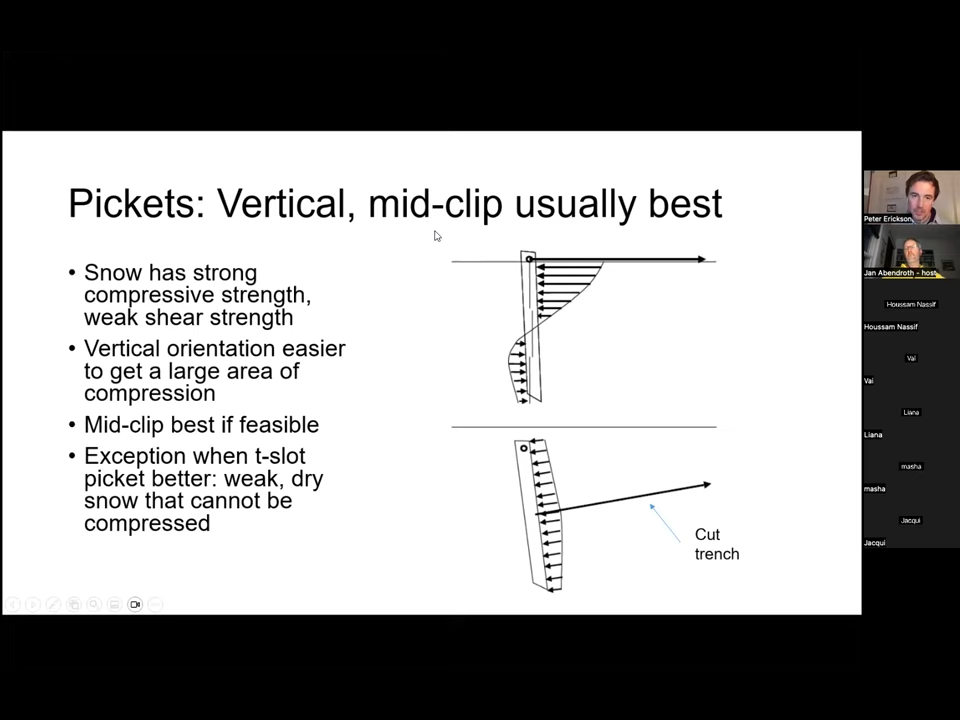 Pickets: Vertical, mid-clip usually best
• Snow has strong
compressive strength,
weak shear strength
• Vertical orientation easier
to get a large area of
compression
• Mid-clip best if feasible
• Exception when t-slot
picket better: weak, dry
snow that cannot be
compressed
Cut
trench
Peter Erickson
Jan Abendroth - host
Houssam Nassif
Houssam Nassif
Vai
Vai
Liana
Liana
masha
masha
Jacqui
Jacqui